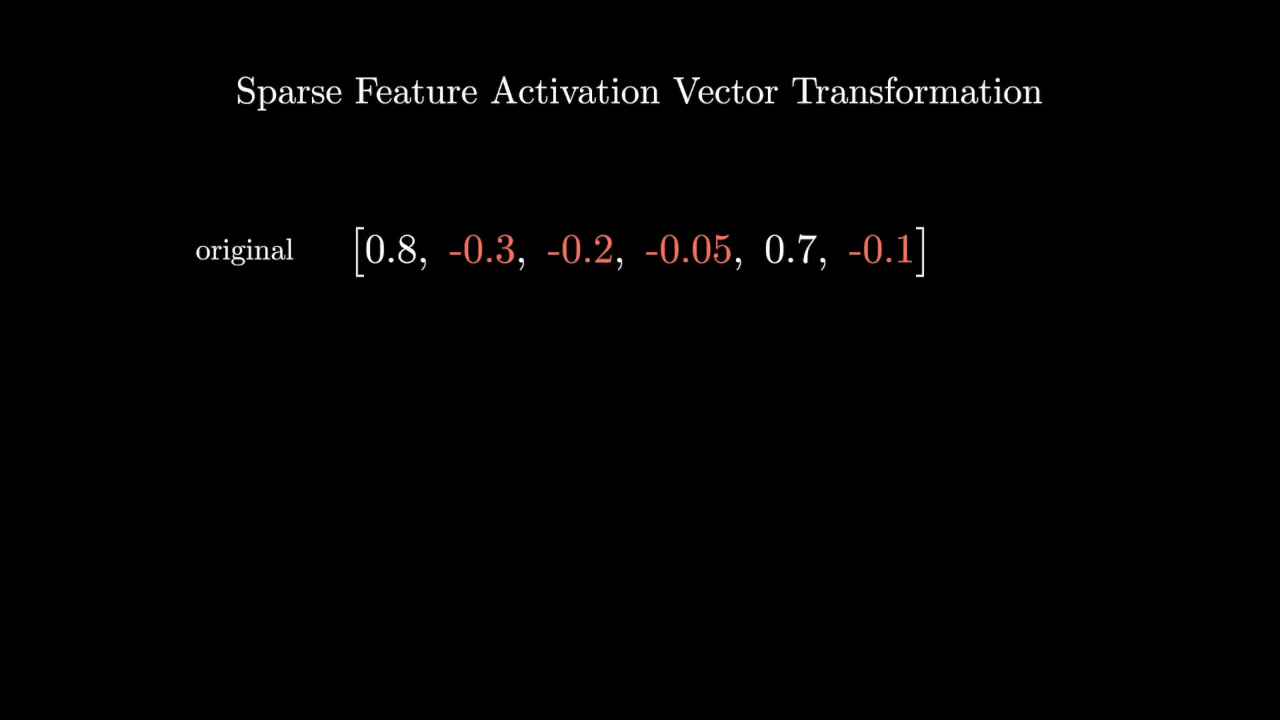 Sparse Feature Activation Vector Transformation
original [0.8, -0.3, -0.2, -0.05, 0.7, -0.1]